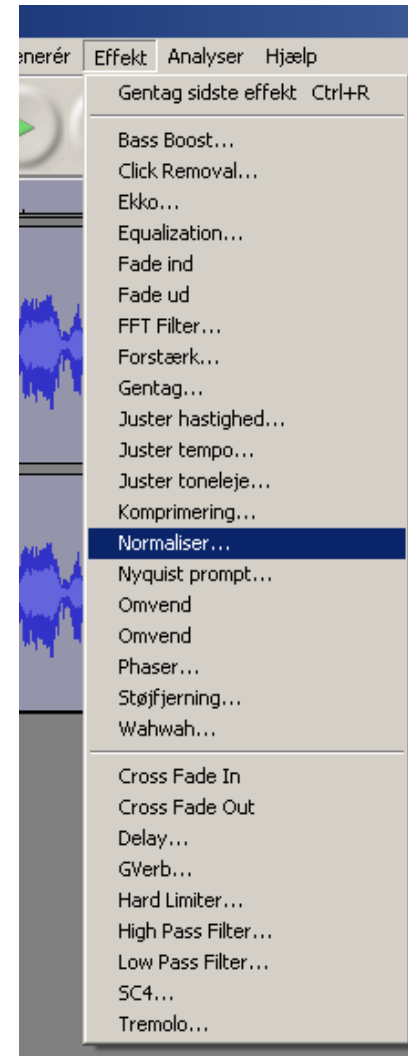 Effekt Analyser Hjælp
Gentag sidste effekt Ctrl+R
Bass Boost...
Click Removal...
Ekko...
Equalization...
Fade ind
Fade ud
FFT Filter...
Forstærk...
Gentag...
Juster hastighed...
Juster tempo...
Juster toneleje...
Komprimering...
Normaliser...
Nyquist prompt...
Omvend
Omvend
Phaser...
Støjfjerning...
Wahwah...
Cross Fade In
Cross Fade Out
Delay...
GVerb...
Hard Limiter...
High Pass Filter...
Low Pass Filter...
SC4...
Tremolo...